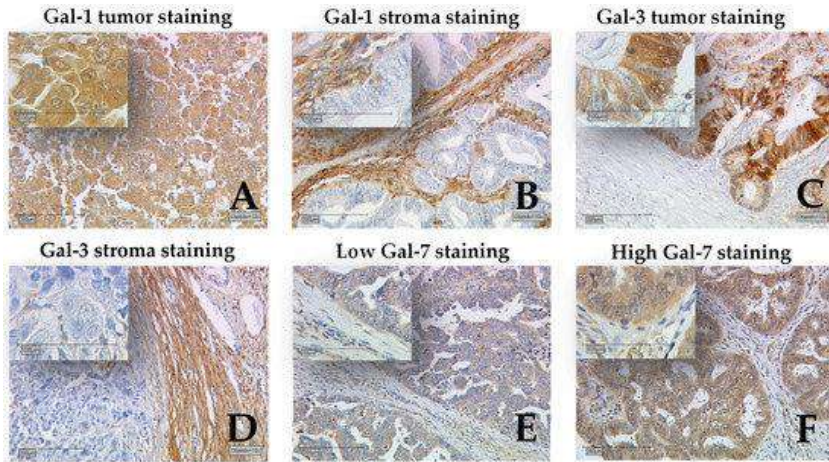 Gal-1 tumor staining
Gal-1 stroma staining
Gal-3 tumor staining
A
B
C
Gal-3 stroma staining
Low Gal-7 staining
High Gal-7 staining
D
E
F